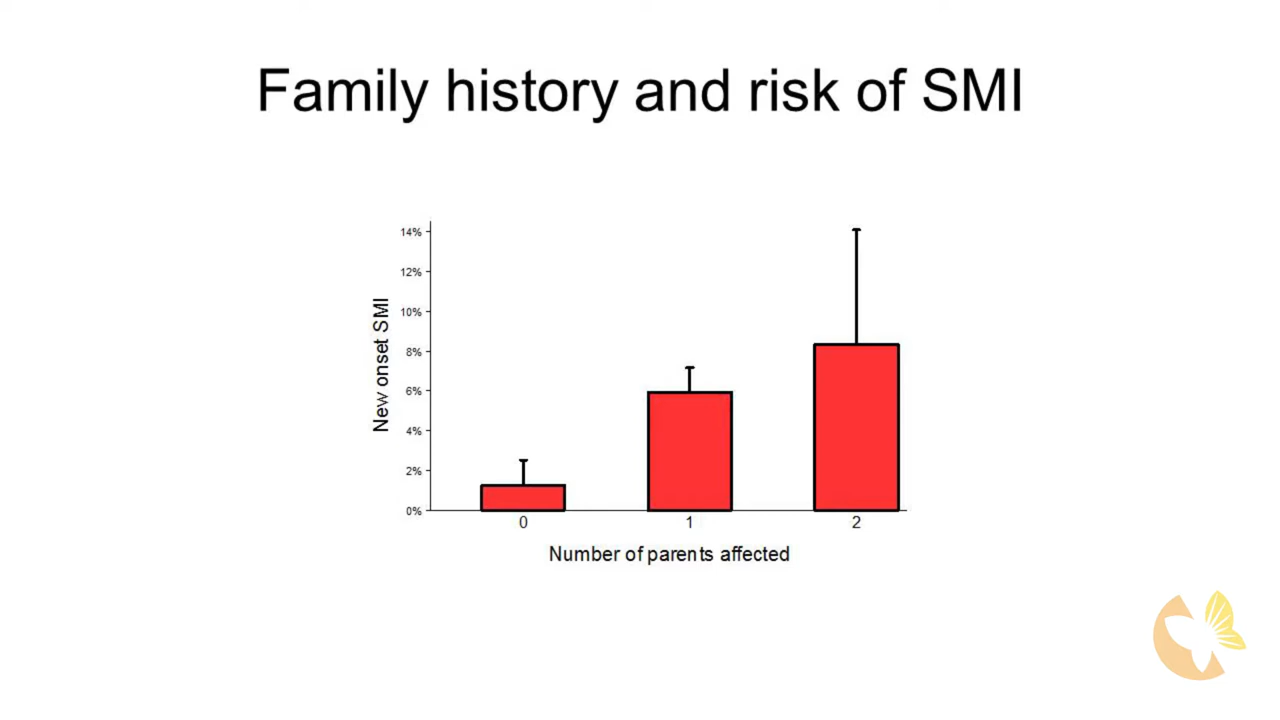 Family history and risk of SMI
14%
12%
10%
8%
6%
4%
2%
0%
New onset SMI
0 1 2
Number of parents affected